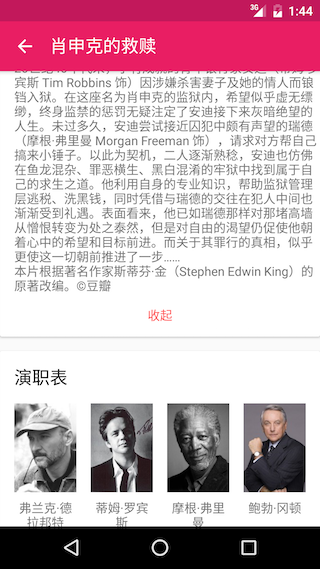 3G 1:44
肖申克的救赎
宾斯 Tim Robbins 饰）因涉嫌杀害妻子及她的情人而锒
铛入狱。在这座名为肖申克的监狱内，希望似乎虚无缥
缈，终身监禁的惩罚无疑注定了安迪接下来灰暗绝望的
人生。未过多久，安迪尝试接近囚犯中颇有声望的瑞德
（摩根·弗里曼 Morgan Freeman 饰），请求对方帮自己
搞来小锤子。以此为契机，二人逐渐熟稔，安迪也仿佛
在鱼龙混杂、罪恶横生、黑白混淆的牢狱中找到属于自
己的求生之道。他利用自身的专业知识，帮助监狱管理
层逃税、洗黑钱，同时凭借与瑞德的交往在犯人中间也
渐渐受到礼遇。表面看来，他已如瑞德那样对那堵高墙
从憎恨转变为处之泰然，但是对自由的渴望仍促使他朝
着心中的希望和目标前进。而关于其罪行的真相，似乎
更使这一切朝前推进了一步……
本片根据著名作家斯蒂芬·金（Stephen Edwin King）的
原著改编。©豆瓣
收起
演职表
弗兰克·德 蒂姆·罗宾 摩根·弗里 鲍勃·冈顿
拉邦特 斯 曼